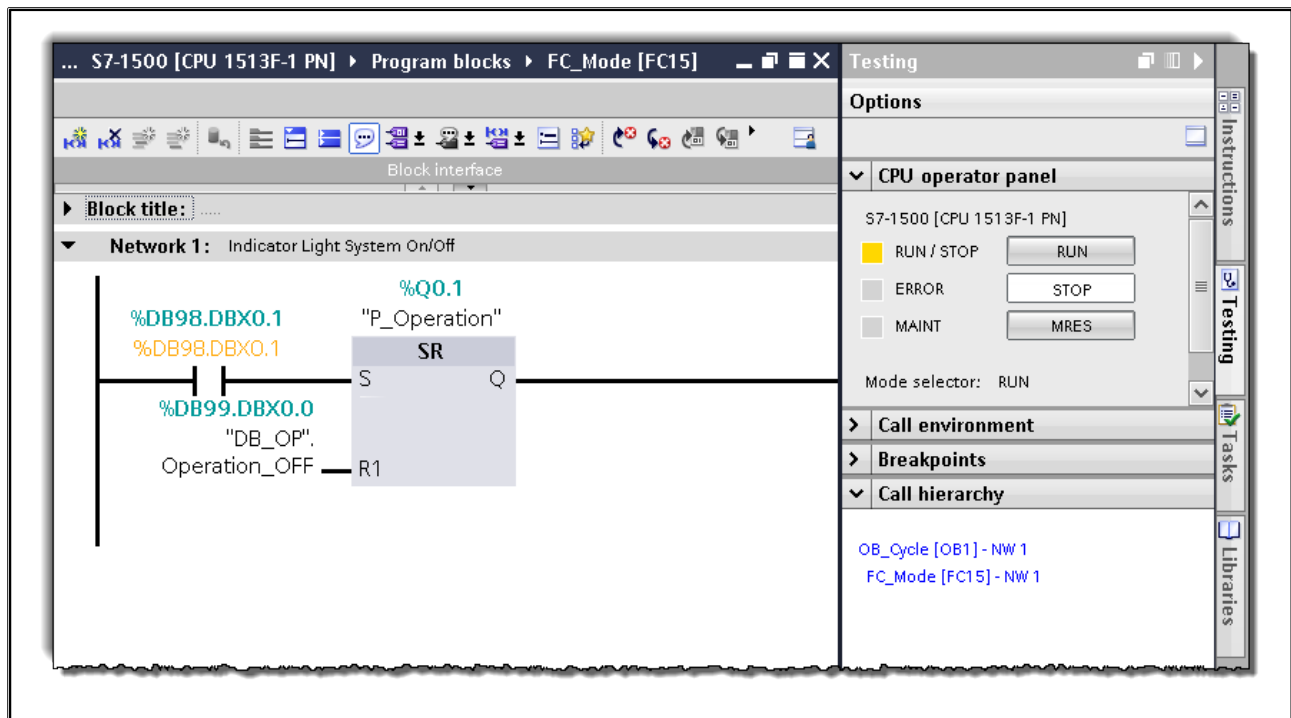 ... S7-1500 [CPU 1513F-1 PN] ▸ Program blocks ▸ FC_Mode [FC15]
Block interface
Block title: .....
Network 1: Indicator Light System On/Off
%Q0.1
%DB98.DBX0.1 "P_Operation"
%DB98.DBX0.1 SR
S Q
%DB99.DBX0.0
"DB_OP".
Operation_OFF R1
Testing
Options
CPU operator panel
S7-1500 [CPU 1513F-1 PN]
RUN / STOP RUN
ERROR STOP
MAINT MRES
Mode selector: RUN
Call environment
Breakpoints
Call hierarchy
OB_Cycle [OB1] - NW 1
FC_Mode [FC15] - NW 1
Instructions
Testing
Tasks
Libraries